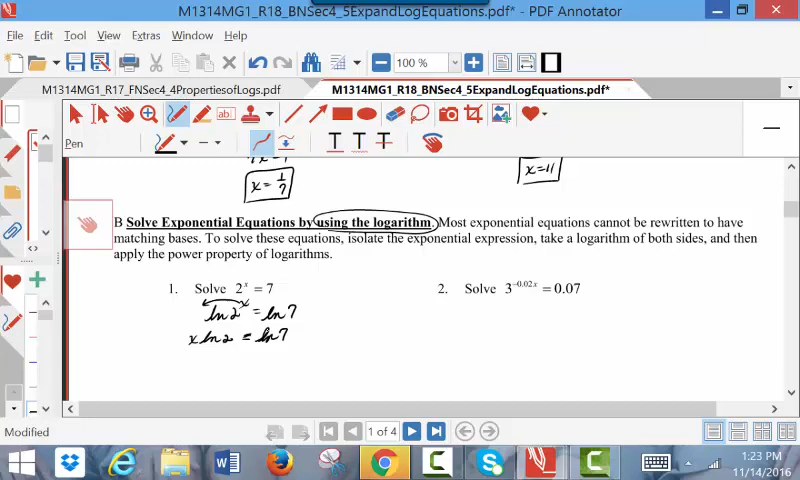 M1314MG1_R18_BNSec4_5ExpandLogEquations.pdf* - PDF Annotator
File Edit Tool View Extras Window Help
100 %
M1314MG1_R17_FNSec4_4PropertiesofLogs.pdf M1314MG1_R18_BNSec4_5ExpandLogEquations.pdf*
ab
Pen T T T
x = 1/7
x = 11
B Solve Exponential Equations by using the logarithm. Most exponential equations cannot be rewritten to have
matching bases. To solve these equations, isolate the exponential expression, take a logarithm of both sides, and then
apply the power property of logarithms.
1. Solve 2^x = 7 2. Solve 3^−0.02x = 0.07
ln 2^x = ln 7
x ln 2 = ln 7
1 of 4
Modified
1:23 PM
11/14/2016